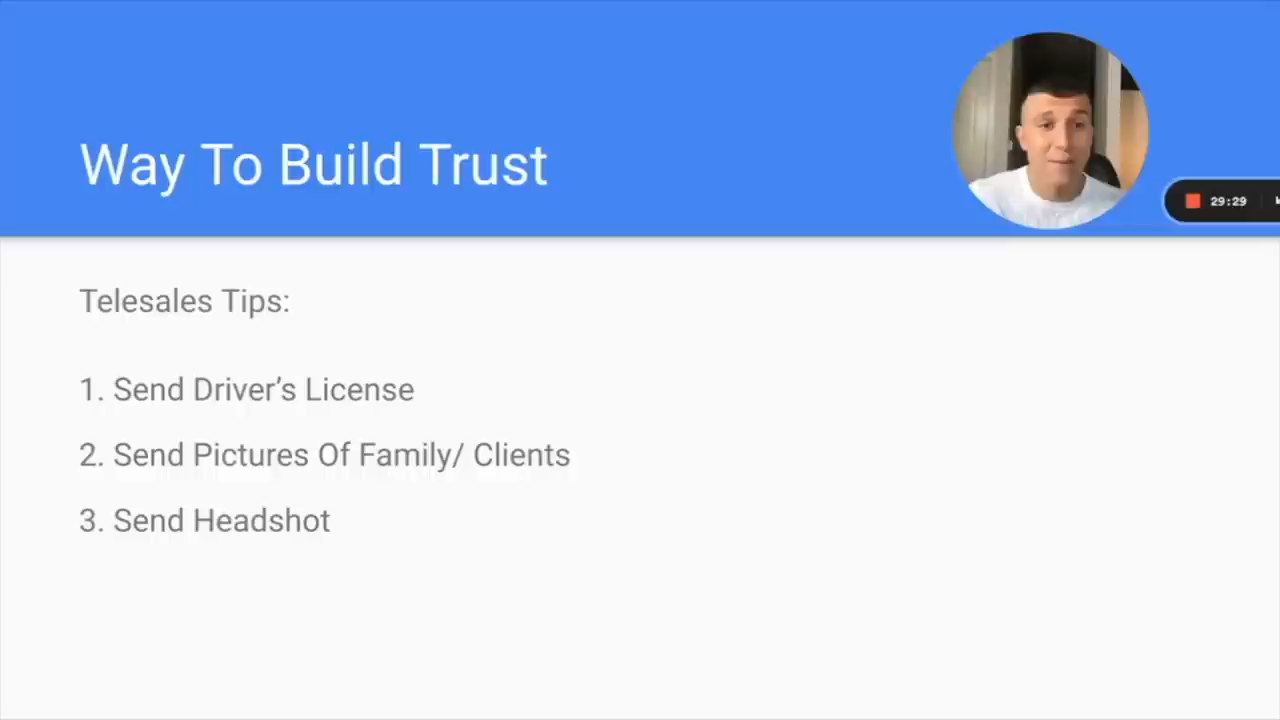 Way To Build Trust
29:29
Telesales Tips:
1. Send Driver’s License
2. Send Pictures Of Family/ Clients
3. Send Headshot